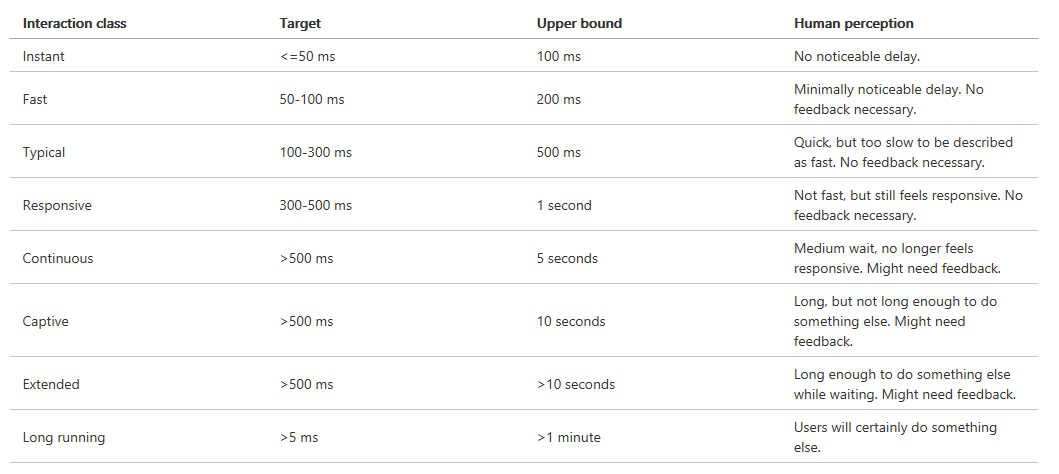 Interaction class Target Upper bound Human perception
Instant <=50 ms 100 ms No noticeable delay.
Fast 50-100 ms 200 ms Minimally noticeable delay. No
feedback necessary.
Typical 100-300 ms 500 ms Quick, but too slow to be described
as fast. No feedback necessary.
Responsive 300-500 ms 1 second Not fast, but still feels responsive. No
feedback necessary.
Continuous >500 ms 5 seconds Medium wait, no longer feels
responsive. Might need feedback.
Captive >500 ms 10 seconds Long, but not long enough to do
something else. Might need
feedback.
Extended >500 ms >10 seconds Long enough to do something else
while waiting. Might need feedback.
Long running >5 ms >1 minute Users will certainly do something
else.